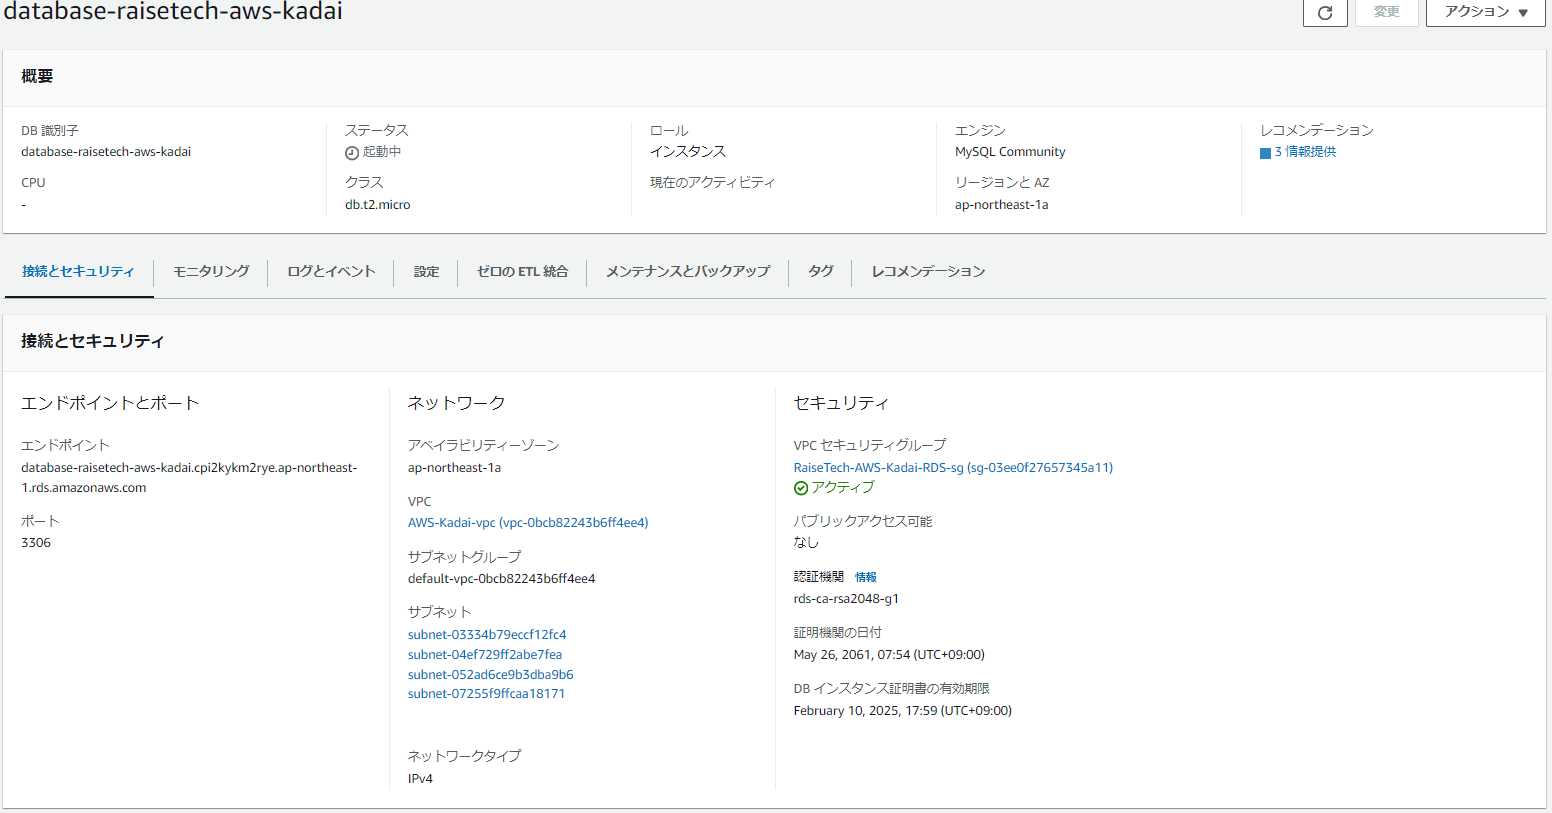 database-raisetech-aws-kadai
変更
アクション
概要
DB 識別子
database-raisetech-aws-kadai
CPU
-
ステータス
起動中
クラス
db.t2.micro
ロール
インスタンス
現在のアクティビティ
エンジン
MySQL Community
リージョンと AZ
ap-northeast-1a
レコメンデーション
3 情報提供
接続とセキュリティ
モニタリング
ログとイベント
設定
ゼロの ETL 統合
メンテナンスとバックアップ
タグ
レコメンデーション
接続とセキュリティ
エンドポイントとポート
エンドポイント
database-raisetech-aws-kadai.cpi2kykm2rye.ap-northeast-
1.rds.amazonaws.com
ポート
3306
ネットワーク
アベイラビリティーゾーン
ap-northeast-1a
VPC
AWS-Kadai-vpc (vpc-0bcb82243b6ff4ee4)
サブネットグループ
default-vpc-0bcb82243b6ff4ee4
サブネット
subnet-03334b79eccf12fc4
subnet-04ef729ff2abe7fea
subnet-052ad6ce9b3dba9b6
subnet-07255f9ffcaa18171
ネットワークタイプ
IPv4
セキュリティ
VPC セキュリティグループ
RaiseTech-AWS-Kadai-RDS-sg (sg-03ee0f27657345a11)
アクティブ
パブリックアクセス可能
なし
認証機関 情報
rds-ca-rsa2048-g1
証明機関の日付
May 26, 2061, 07:54 (UTC+09:00)
DB インスタンス証明書の有効期限
February 10, 2025, 17:59 (UTC+09:00)